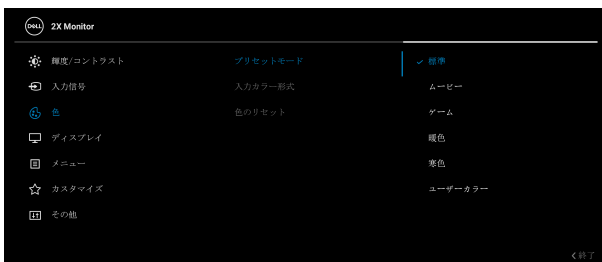 DELL 2X Monitor
輝度/コントラスト プリセットモード ✓ 標準
入力信号 入力カラー形式 ムービー
色 色のリセット ゲーム
ディスプレイ 暖色
メニュー 寒色
カスタマイズ ユーザーカラー
その他
終了